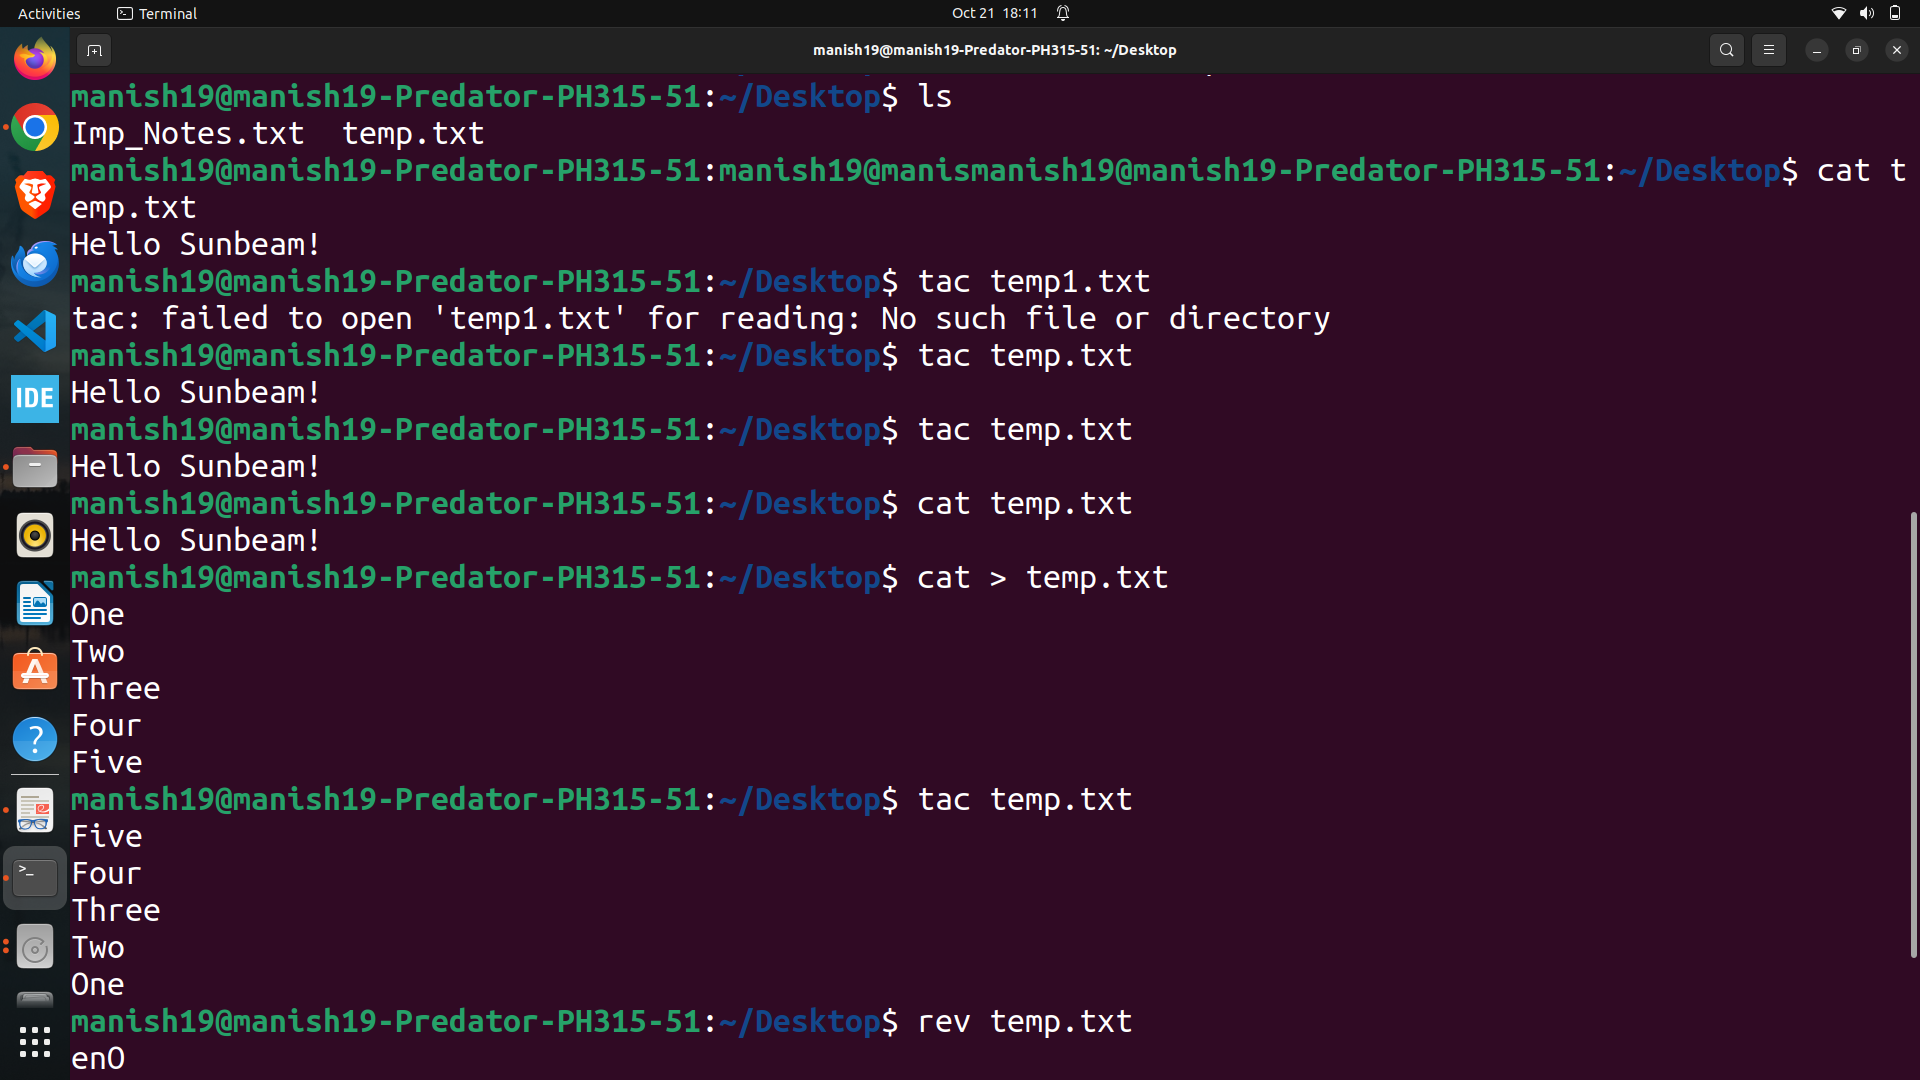 Activities Terminal Oct 21 18:11
manish19@manish19-Predator-PH315-51: ~/Desktop
manish19@manish19-Predator-PH315-51:~/Desktop$ ls
Imp_Notes.txt  temp.txt
manish19@manish19-Predator-PH315-51:manish19@manismanish19@manish19-Predator-PH315-51:~/Desktop$ cat t
emp.txt
Hello Sunbeam!
manish19@manish19-Predator-PH315-51:~/Desktop$ tac temp1.txt
tac: failed to open 'temp1.txt' for reading: No such file or directory
manish19@manish19-Predator-PH315-51:~/Desktop$ tac temp.txt
Hello Sunbeam!
manish19@manish19-Predator-PH315-51:~/Desktop$ tac temp.txt
Hello Sunbeam!
manish19@manish19-Predator-PH315-51:~/Desktop$ cat temp.txt
Hello Sunbeam!
manish19@manish19-Predator-PH315-51:~/Desktop$ cat > temp.txt
One
Two
Three
Four
Five
manish19@manish19-Predator-PH315-51:~/Desktop$ tac temp.txt
Five
Four
Three
Two
One
manish19@manish19-Predator-PH315-51:~/Desktop$ rev temp.txt
enO
IDE